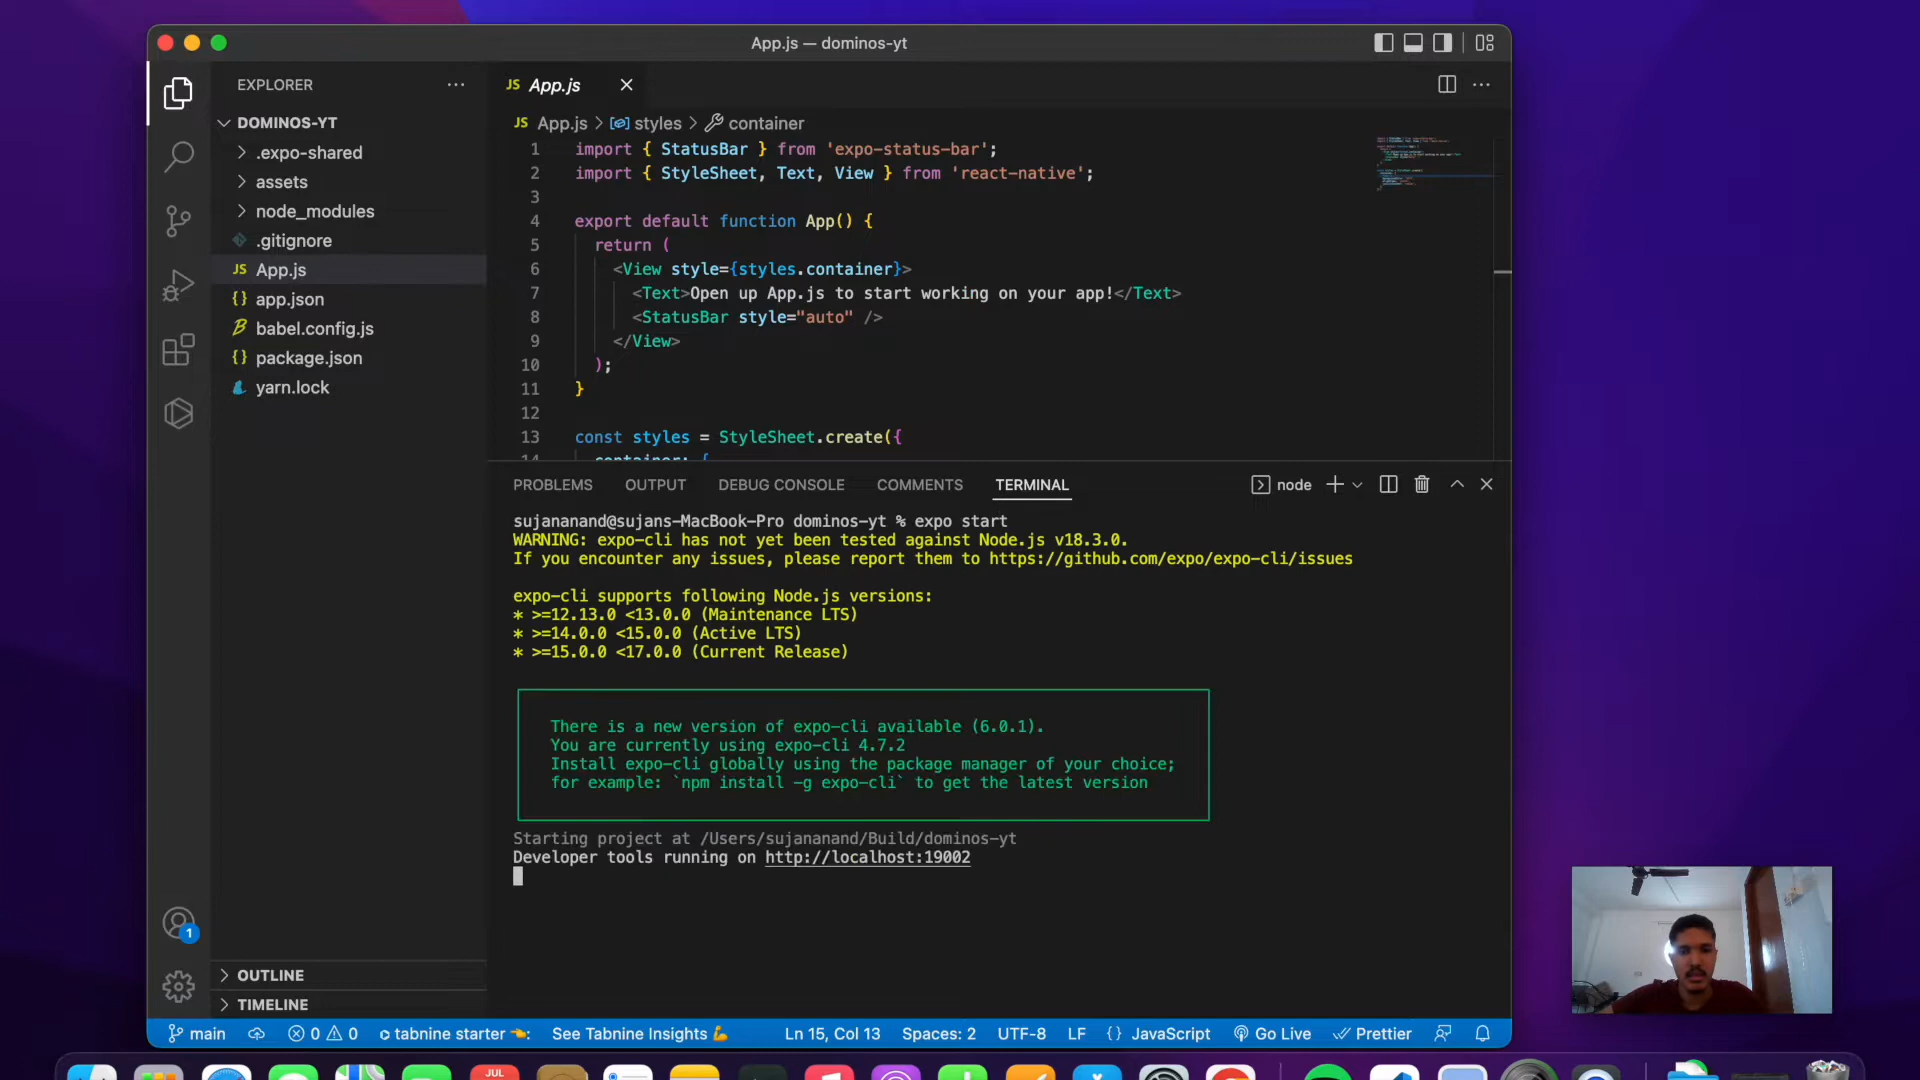 App.js — dominos-yt
EXPLORER
DOMINOS-YT
.expo-shared
assets
node_modules
.gitignore
JS App.js
{} app.json
babel.config.js
{} package.json
yarn.lock
OUTLINE
TIMELINE
1
JS App.js
JS App.js > styles > container
1 import { StatusBar } from 'expo-status-bar';
2 import { StyleSheet, Text, View } from 'react-native';
3
4 export default function App() {
5 return (
6 <View style={styles.container}>
7 <Text>Open up App.js to start working on your app!</Text>
8 <StatusBar style="auto" />
9 </View>
10 );
11 }
12
13 const styles = StyleSheet.create({
14 container: {
PROBLEMS OUTPUT DEBUG CONSOLE COMMENTS TERMINAL node
sujananand@sujans-MacBook-Pro dominos-yt % expo start
WARNING: expo-cli has not yet been tested against Node.js v18.3.0.
If you encounter any issues, please report them to https://github.com/expo/expo-cli/issues
expo-cli supports following Node.js versions:
* >=12.13.0 <13.0.0 (Maintenance LTS)
* >=14.0.0 <15.0.0 (Active LTS)
* >=15.0.0 <17.0.0 (Current Release)
There is a new version of expo-cli available (6.0.1).
You are currently using expo-cli 4.7.2
Install expo-cli globally using the package manager of your choice;
for example: `npm install -g expo-cli` to get the latest version
Starting project at /Users/sujananand/Build/dominos-yt
Developer tools running on http://localhost:19002
main 0 0 tabnine starter See Tabnine Insights Ln 15, Col 13 Spaces: 2 UTF-8 LF {} JavaScript Go Live Prettier
JUL